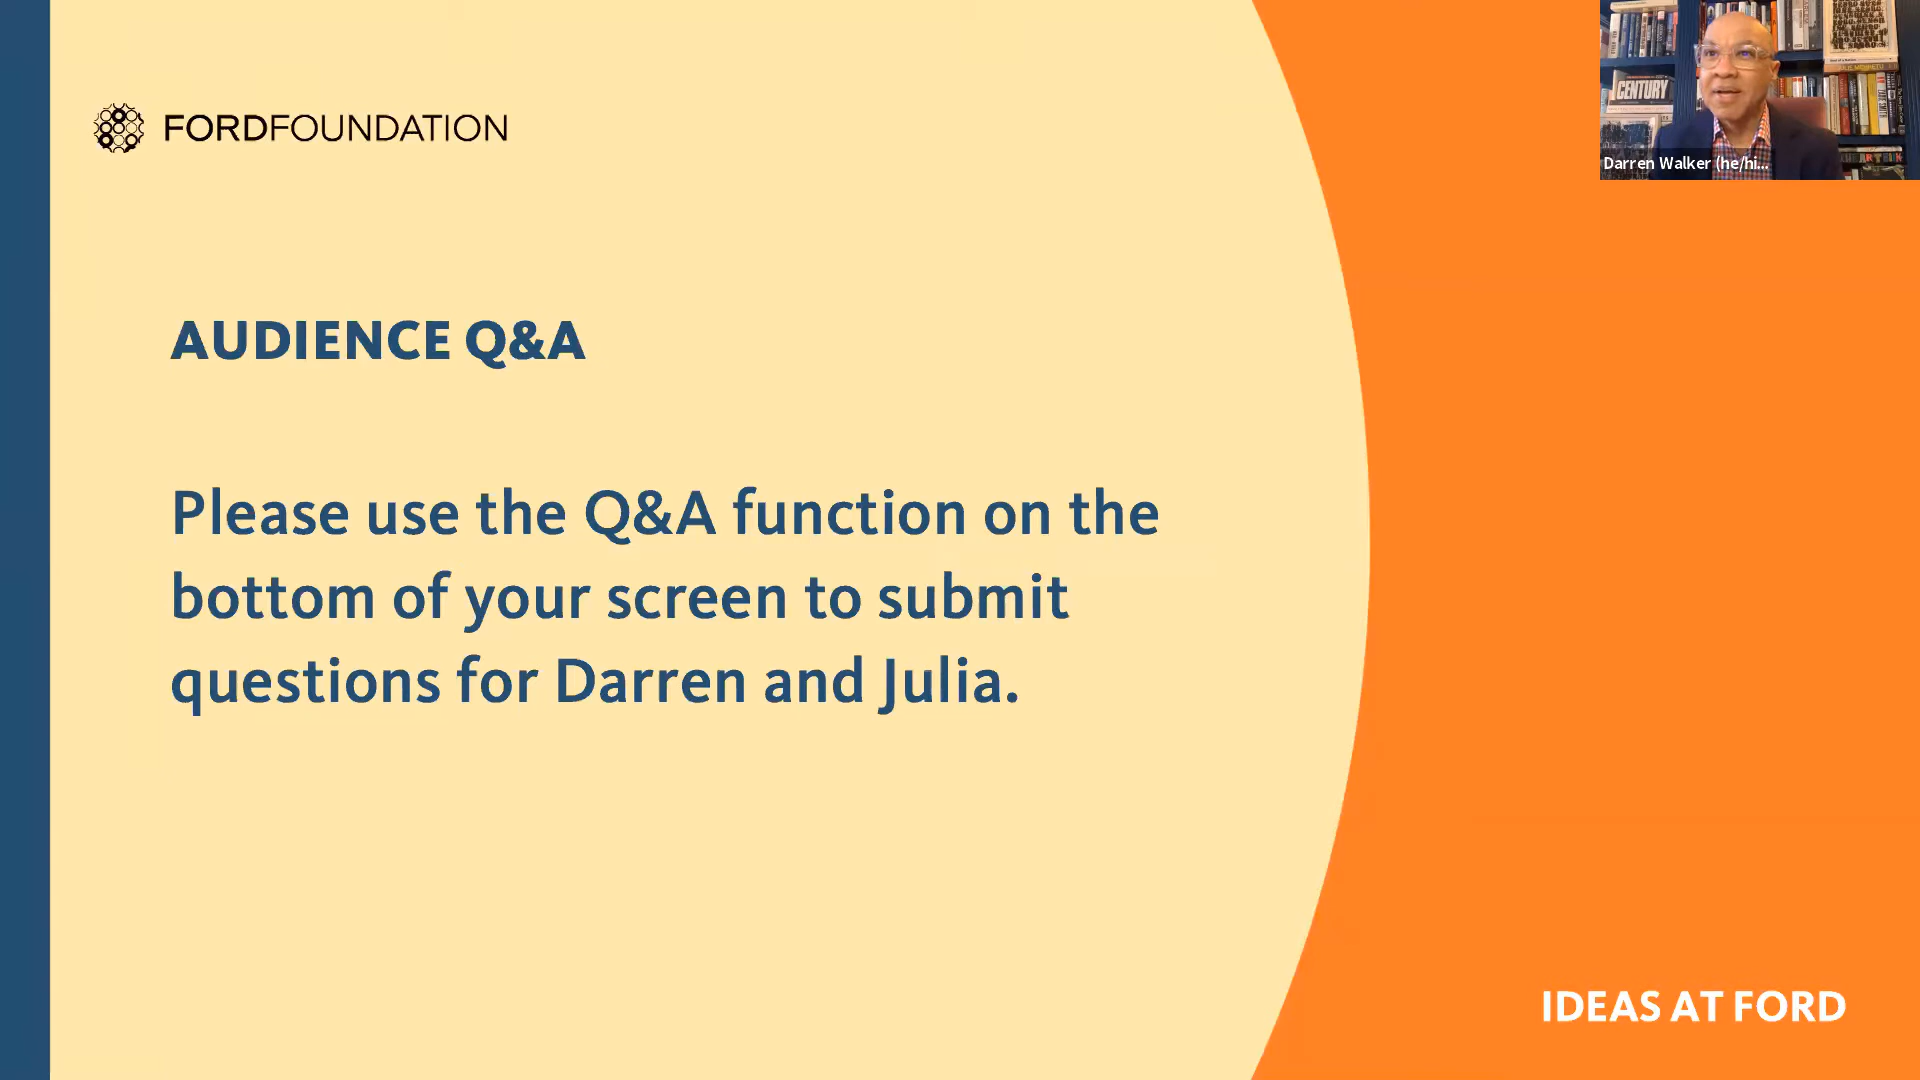 FORDFOUNDATION
AUDIENCE Q&A
Please use the Q&A function on the
bottom of your screen to submit
questions for Darren and Julia.
IDEAS AT FORD
CENTURY
Darren Walker (he/hi...